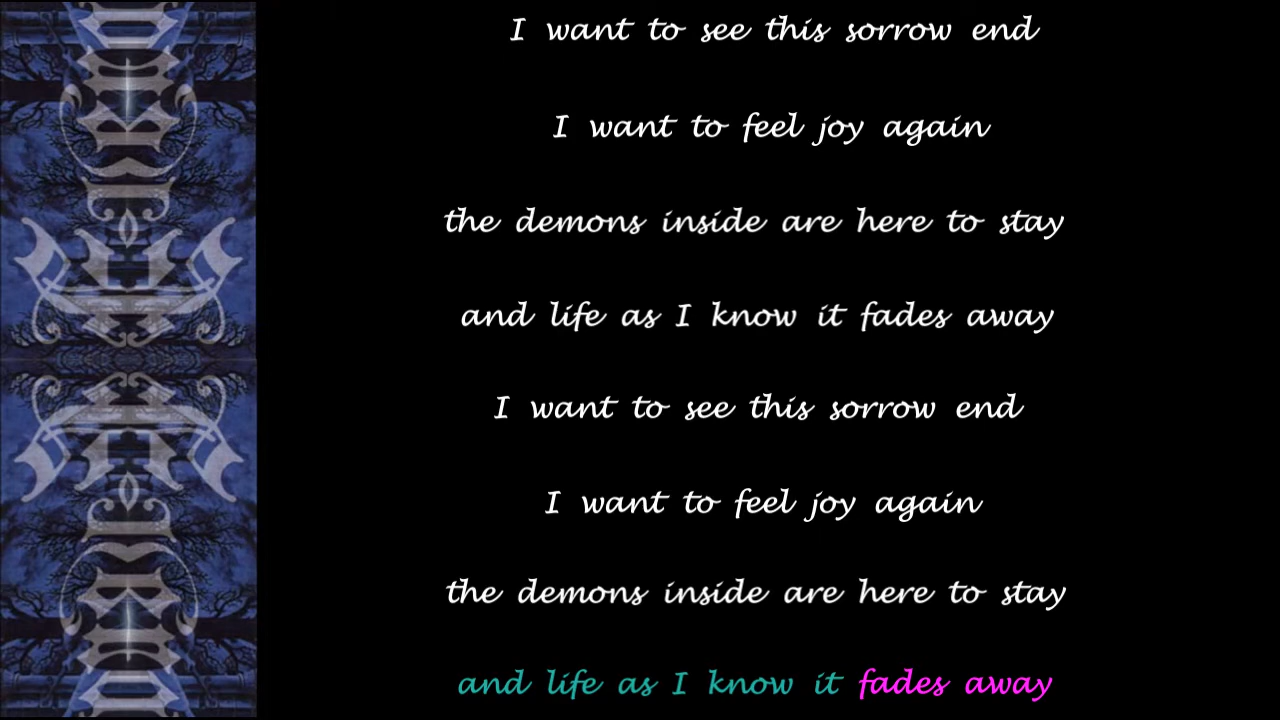 I want to see this sorrow end
I want to feel joy again
the demons inside are here to stay
and life as I know it fades away
I want to see this sorrow end
I want to feel joy again
the demons inside are here to stay
and life as I know it fades away